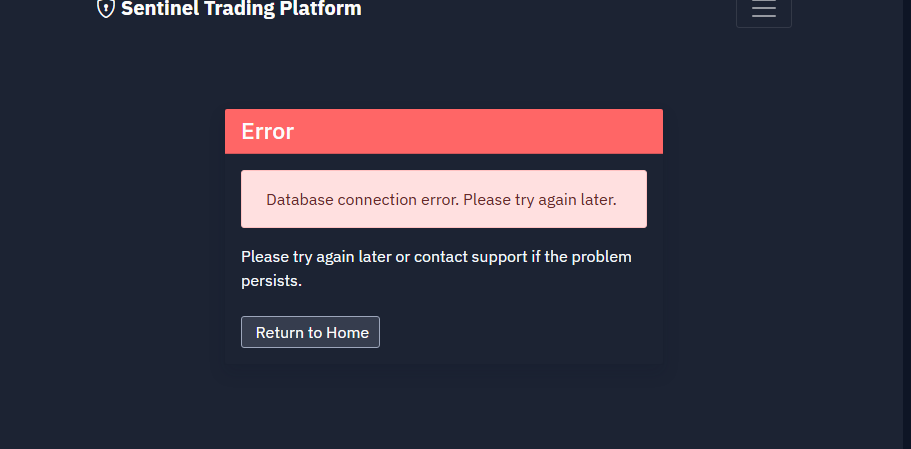 Sentinel Trading Platform
Error
Database connection error. Please try again later.
Please try again later or contact support if the problem
persists.
Return to Home